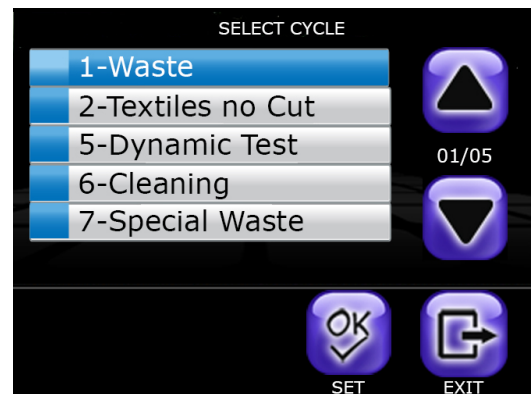 SELECT CYCLE
1-Waste
2-Textiles no Cut
5-Dynamic Test
6-Cleaning
7-Special Waste
01/05
OK
SET
EXIT